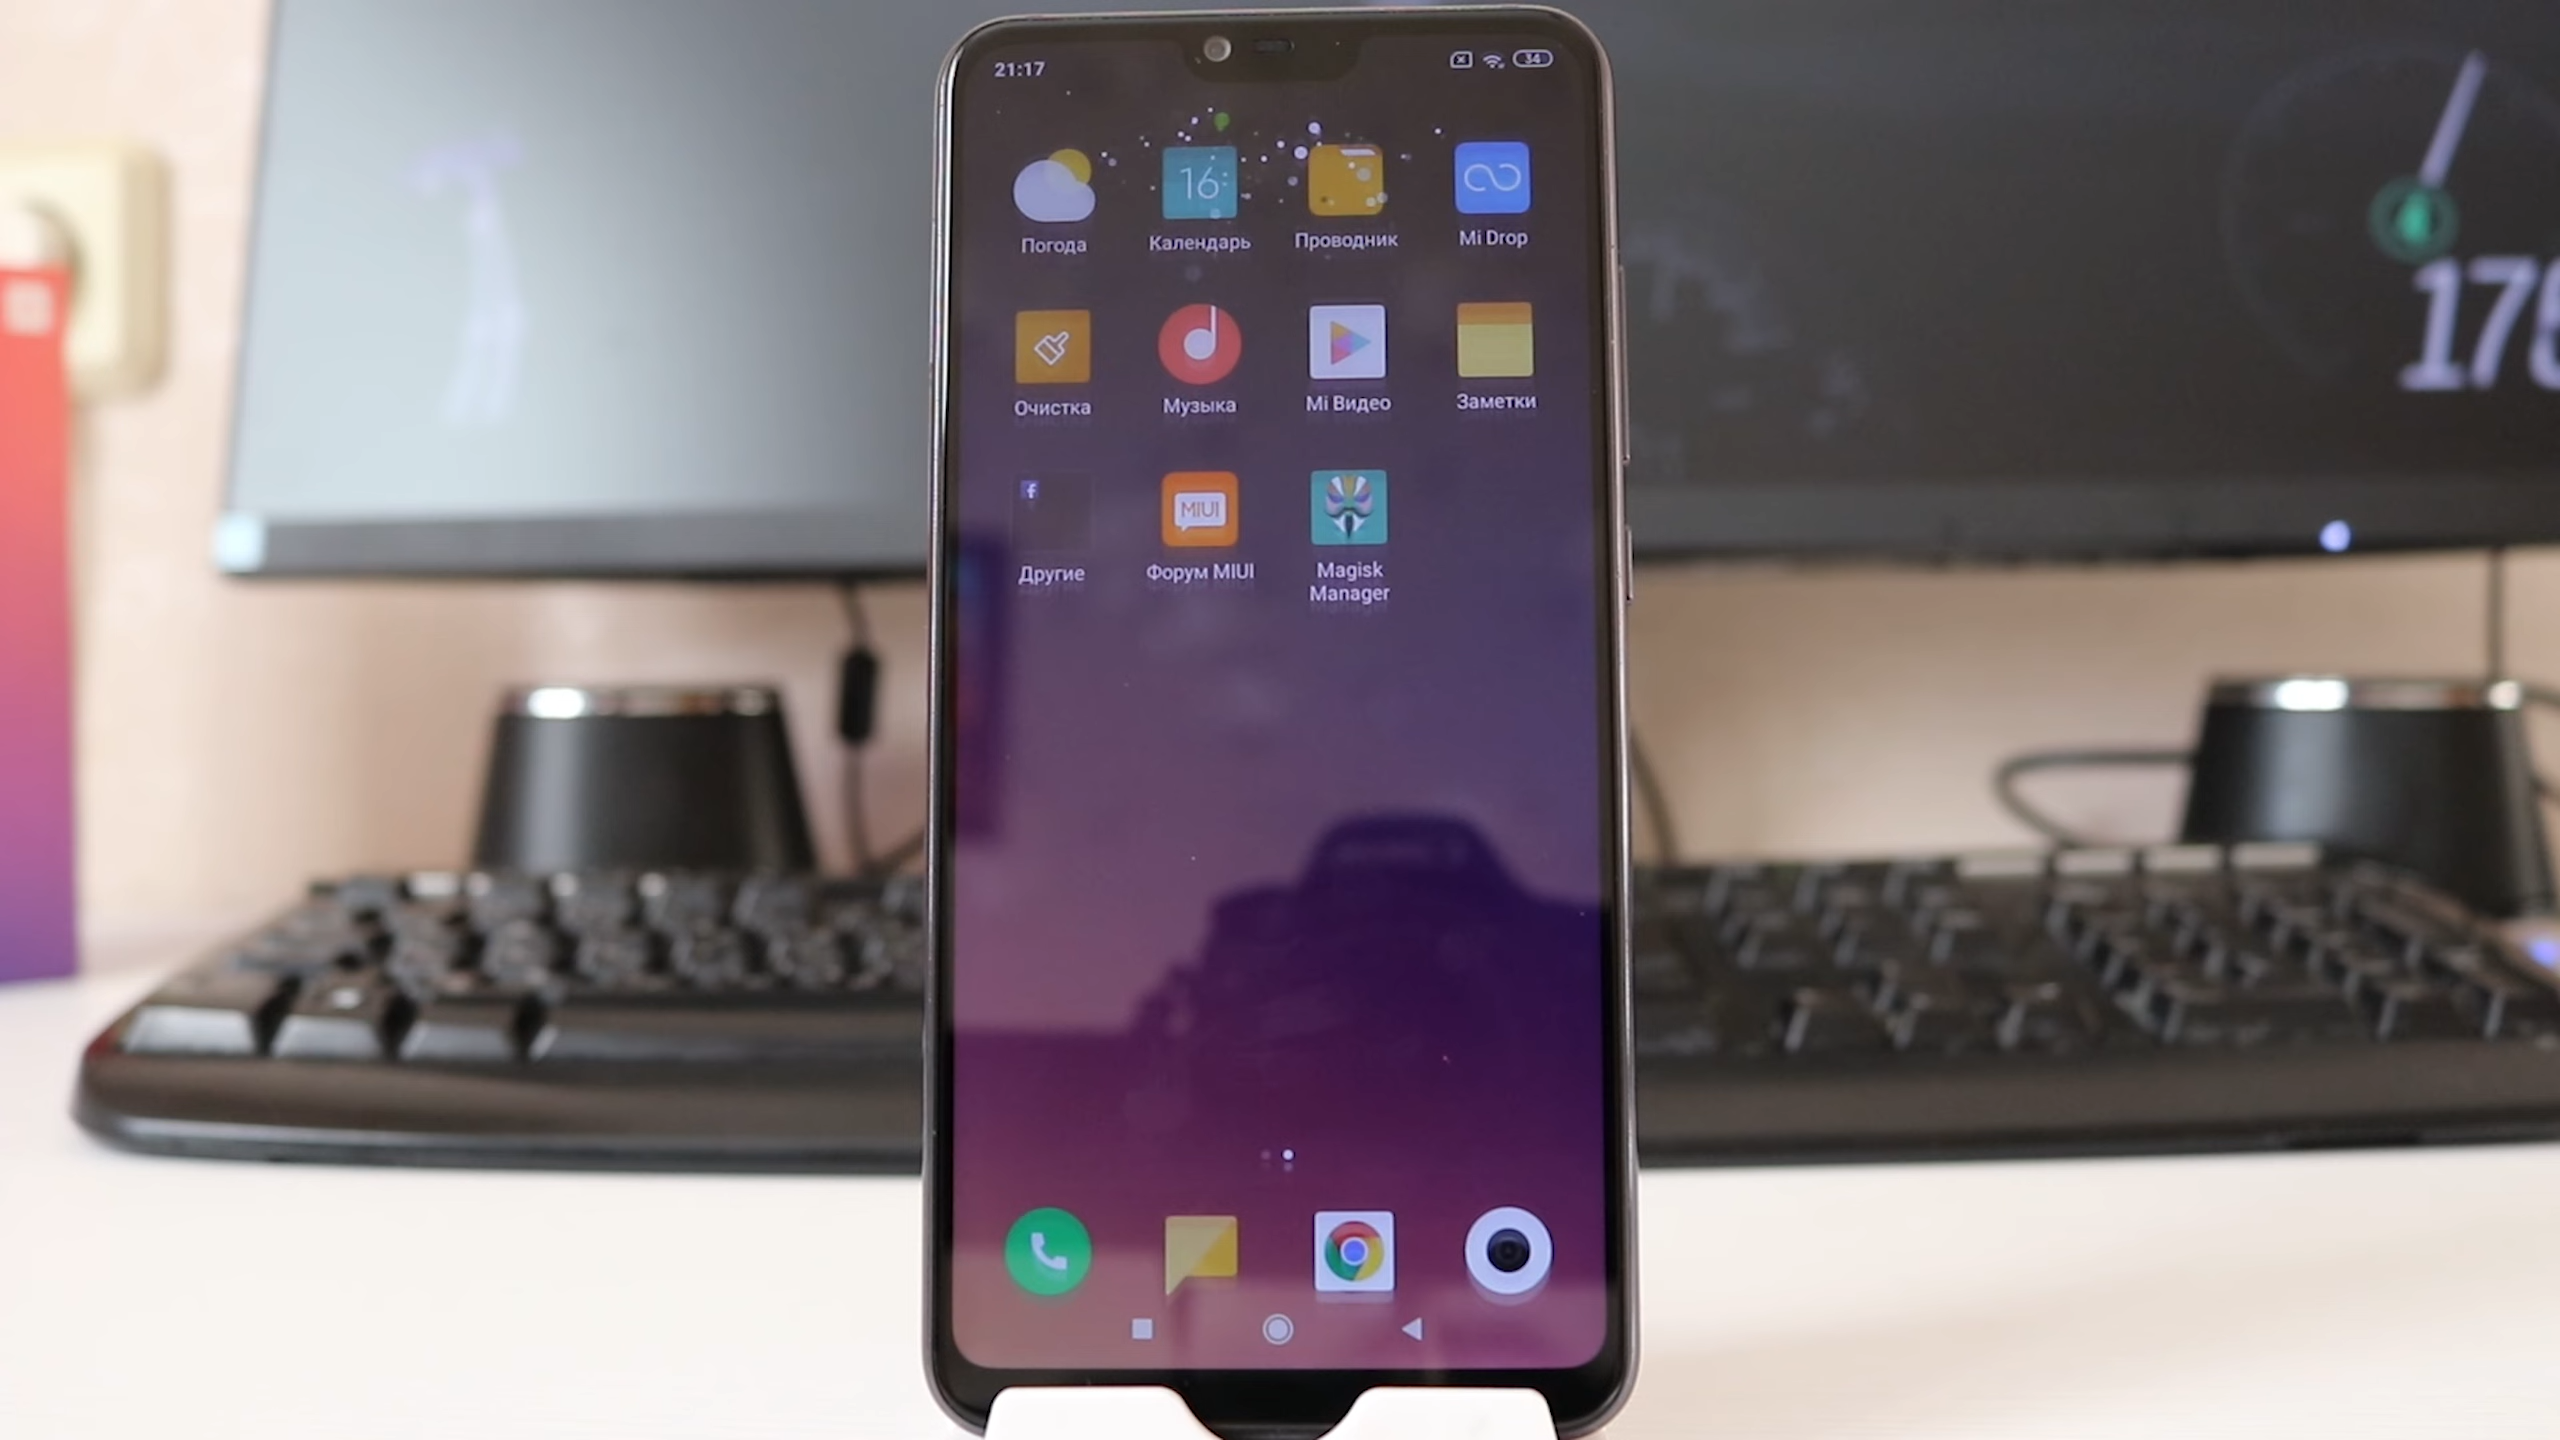 21:17
34
16
Погода
Календарь
Проводник
Mi Drop
Очистка
Музыка
Mi Видео
Заметки
f
MIUI
Другие
Форум MIUI
Magisk
Manager